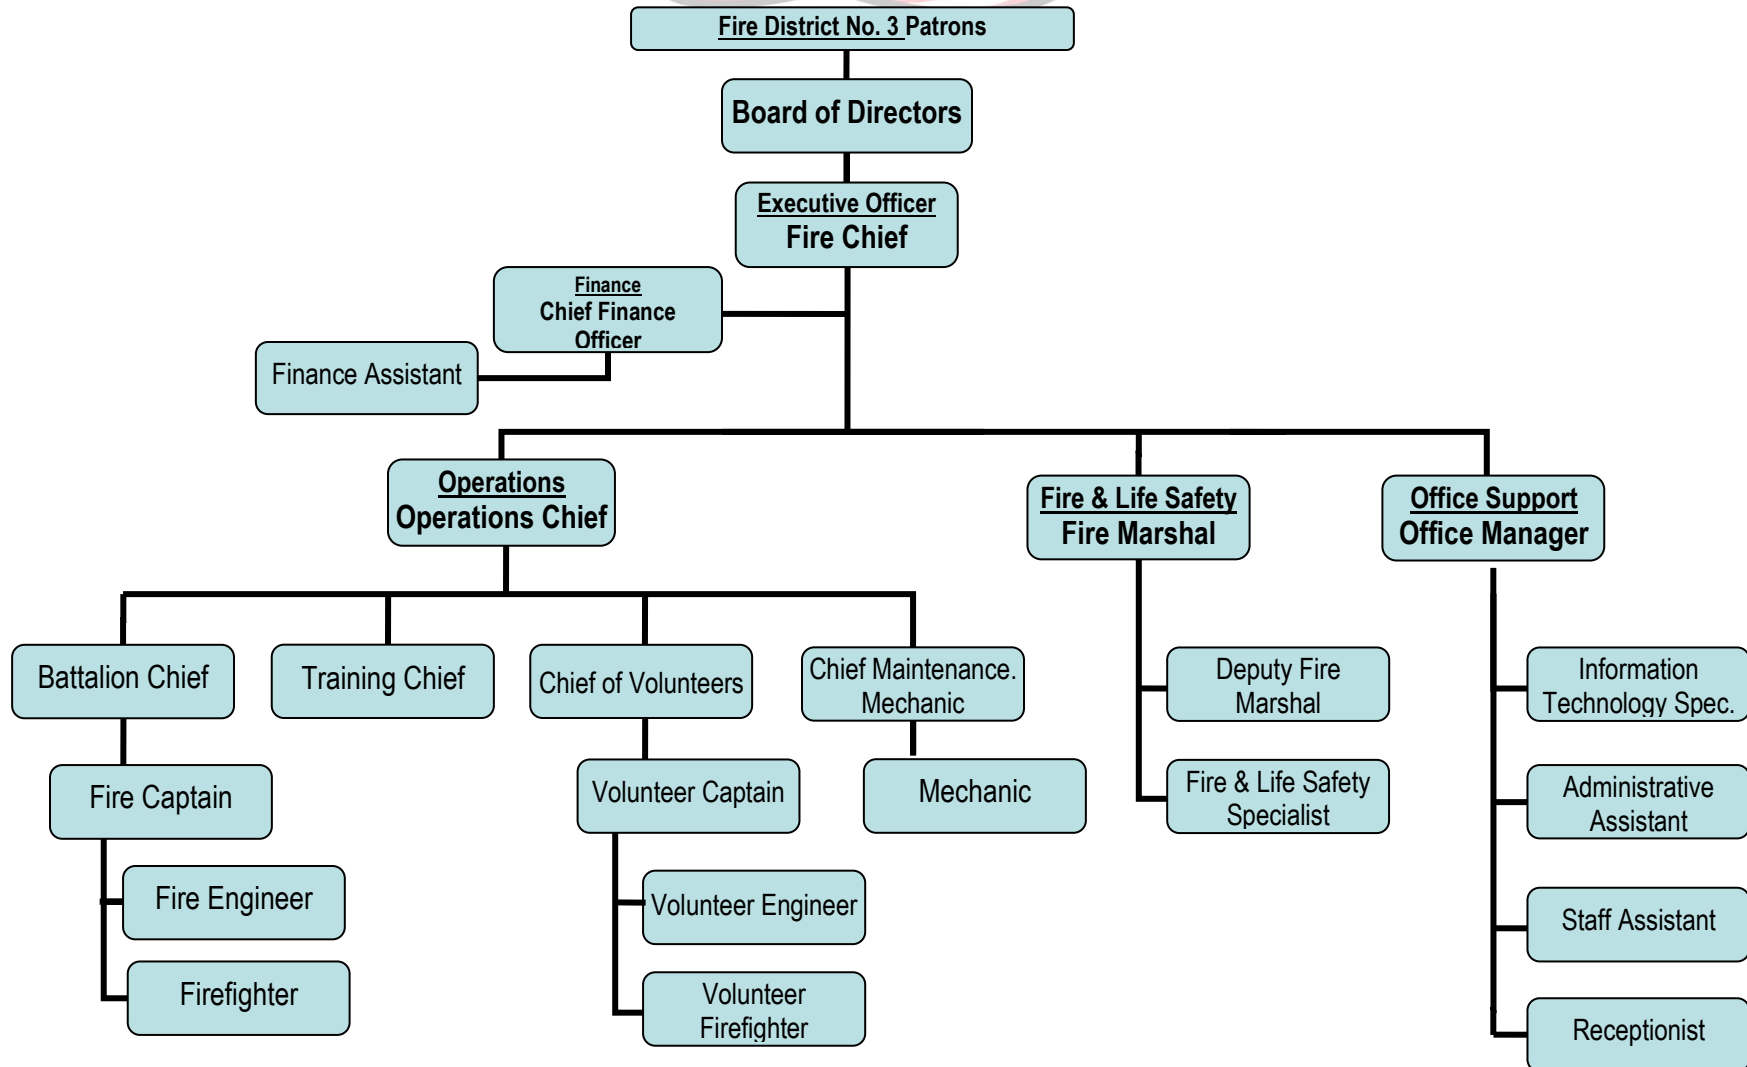 Fire District No. 3 Patrons
Board of Directors
Executive Officer
Fire Chief
Finance
Chief Finance
Officer
Finance Assistant
Operations
Operations Chief
Fire & Life Safety
Fire Marshal
Office Support
Office Manager
Battalion Chief
Training Chief
Chief of Volunteers
Chief Maintenance.
Mechanic
Deputy Fire
Marshal
Information
Technology Spec.
Fire Captain
Volunteer Captain
Mechanic
Fire & Life Safety
Specialist
Administrative
Assistant
Fire Engineer
Volunteer Engineer
Staff Assistant
Firefighter
Volunteer
Firefighter
Receptionist